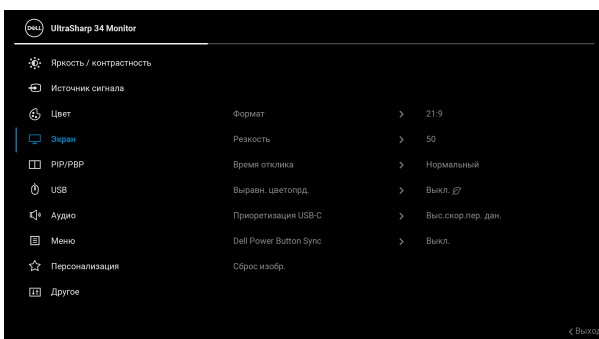 DELL UltraSharp 34 Monitor
Яркость / контрастность
Источник сигнала
Цвет Формат 21:9
Экран Резкость 50
PIP/PBP Время отклика Нормальный
USB Выравн. цветопрд. Выкл.
Аудио Приоретизация USB-C Выс.скор.пер. дан.
Меню Dell Power Button Sync Выкл.
Персонализация Сброс изобр.
Другое
Выход